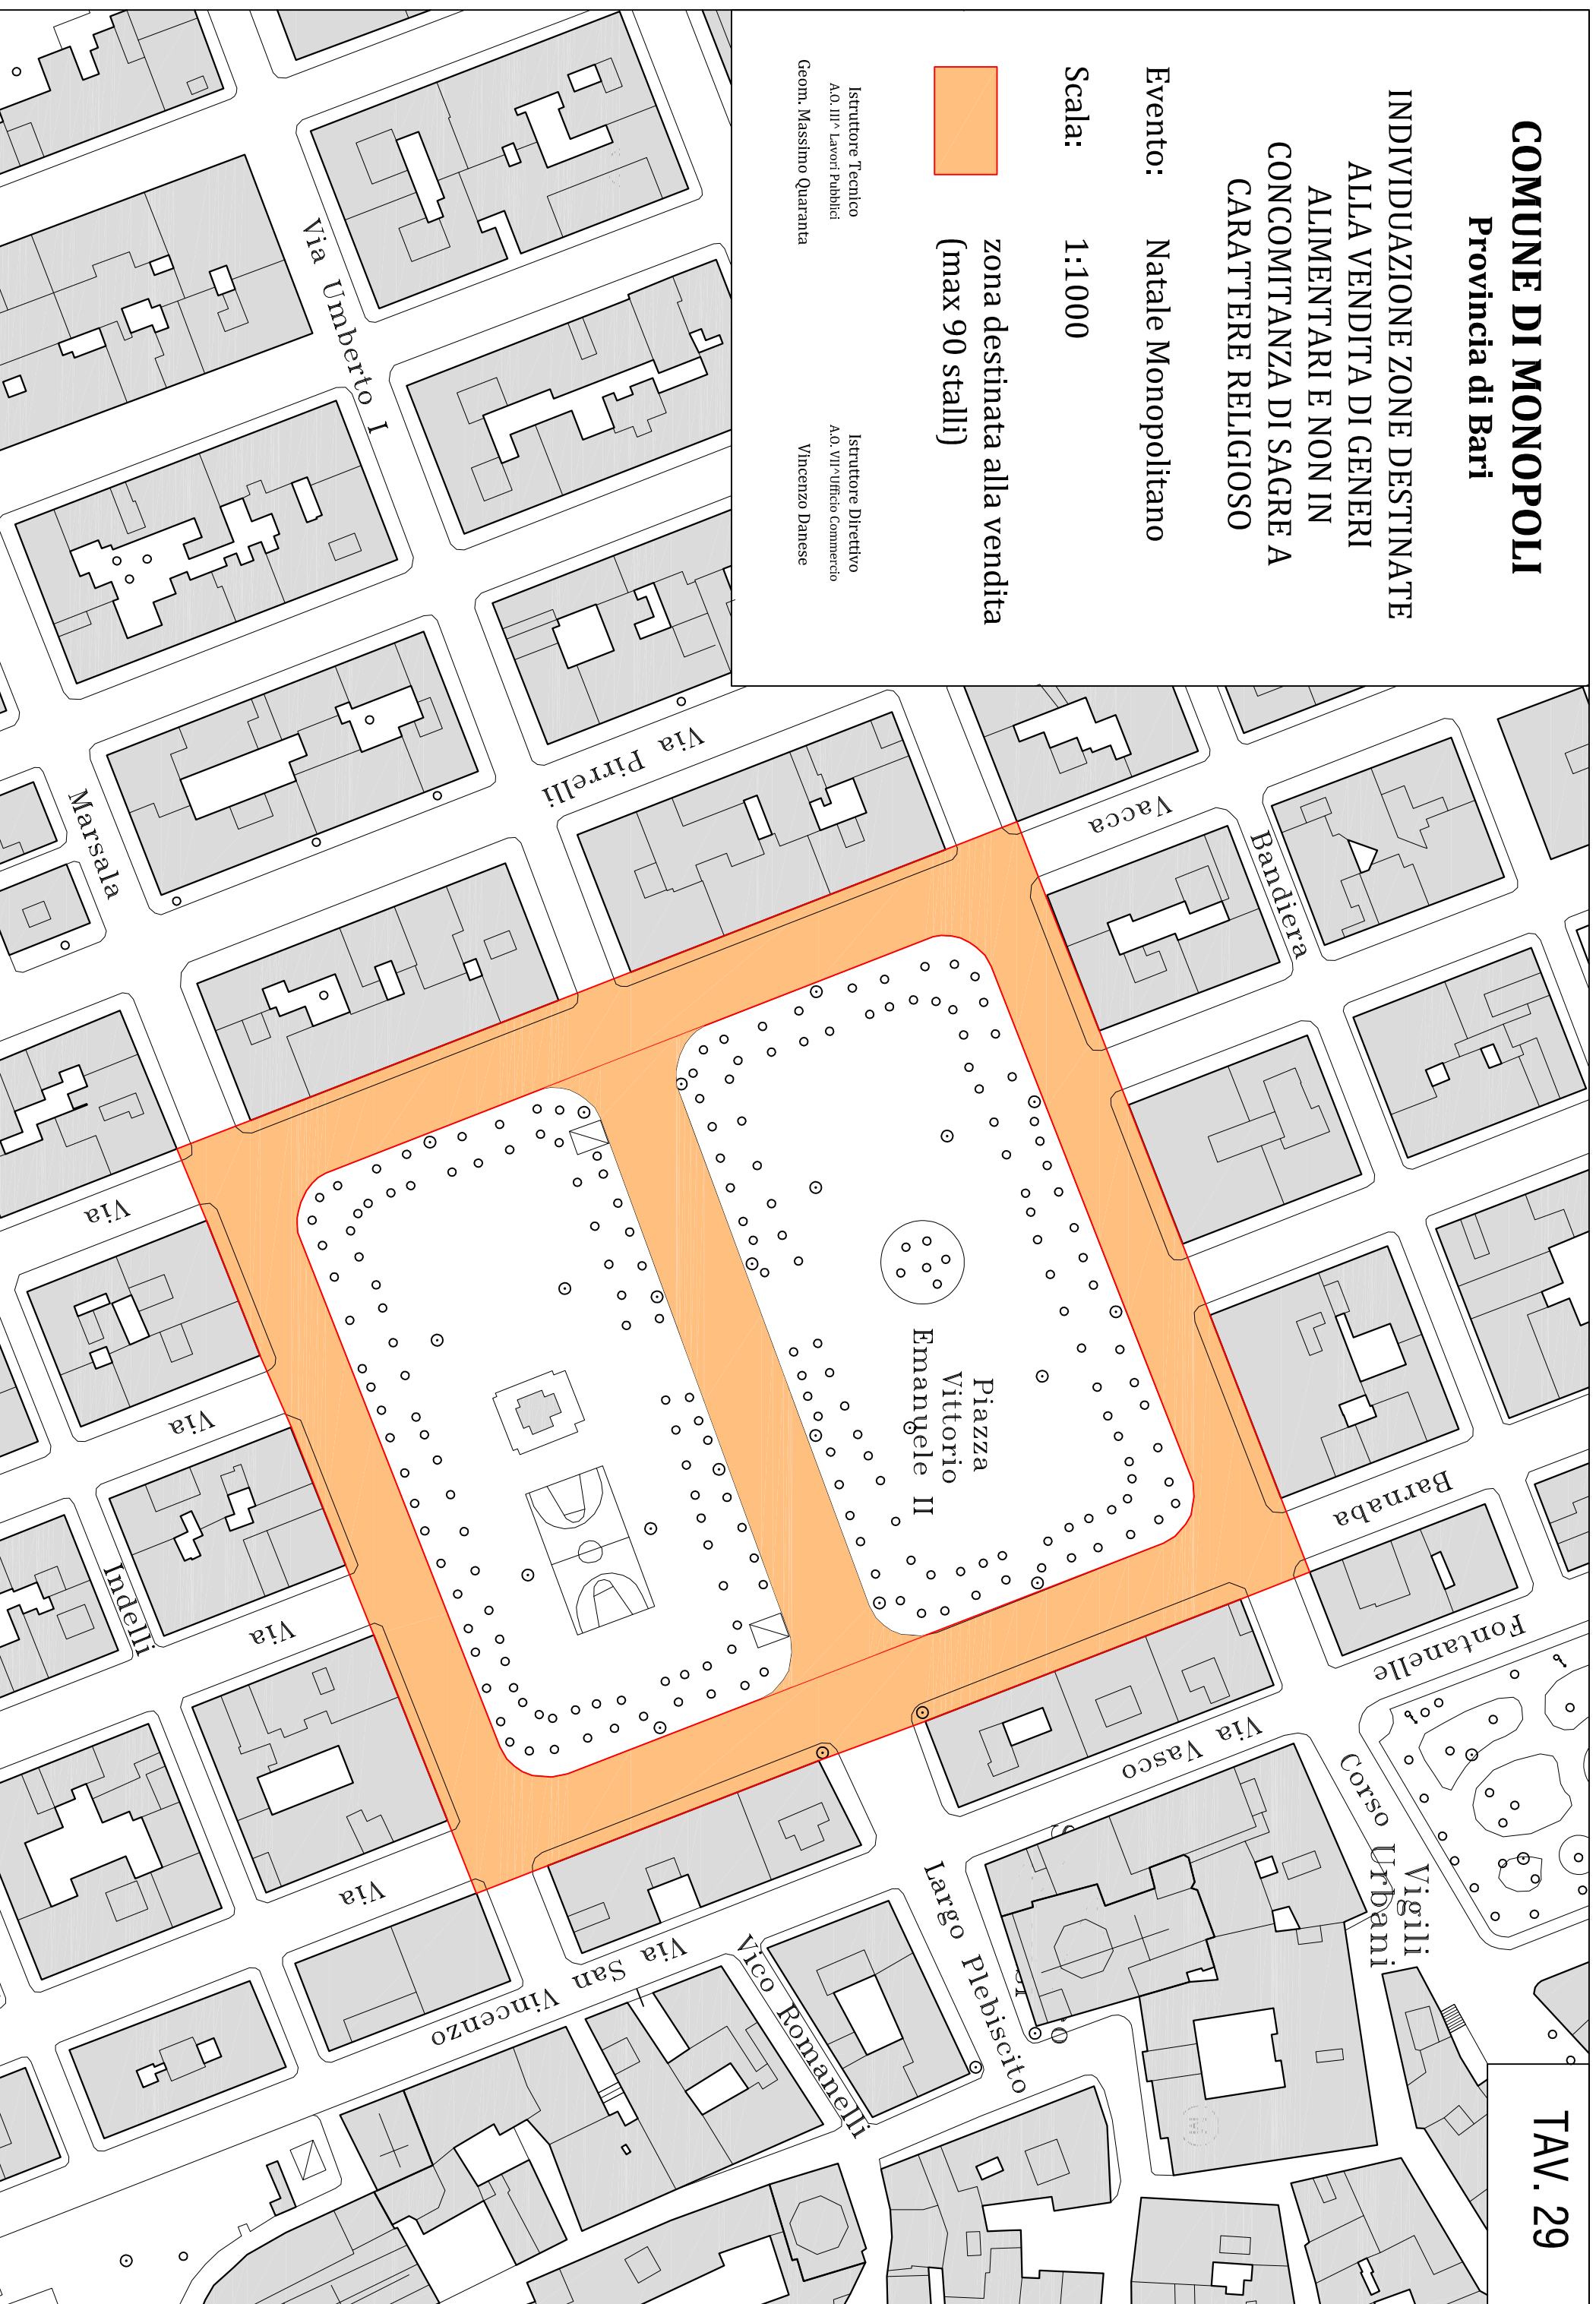 COMUNE DI MONOPOLI
Provincia di Bari
INDIVIDUAZIONE ZONE DESTINATE
ALLA VENDITA DI GENERI
ALIMENTARI E NON IN
CONCOMITANZA DI SAGRE A
CARATTERE RELIGIOSO
Evento: Natale Monopolitano
Scala: 1:1000
zona destinata alla vendita
(max 90 stalli)
Istruttore Tecnico
A.O. III^ Lavori Pubblici
Geom. Massimo Quaranta
Istruttore Direttivo
A.O. VII^Ufficio Commercio
Vincenzo Danese
TAV. 29
Via Umberto I
Via Pirrelli
Marsala
Vacca
Bandiera
Via
Via
Indelli
Via
Via
Piazza
Vittorio
Emanuele II
Barnaba
Fontanelle
Via Vasco
Corso Urbani
Vigili
Largo Plebiscito
Via San Vincenzo
Vico Romanelli